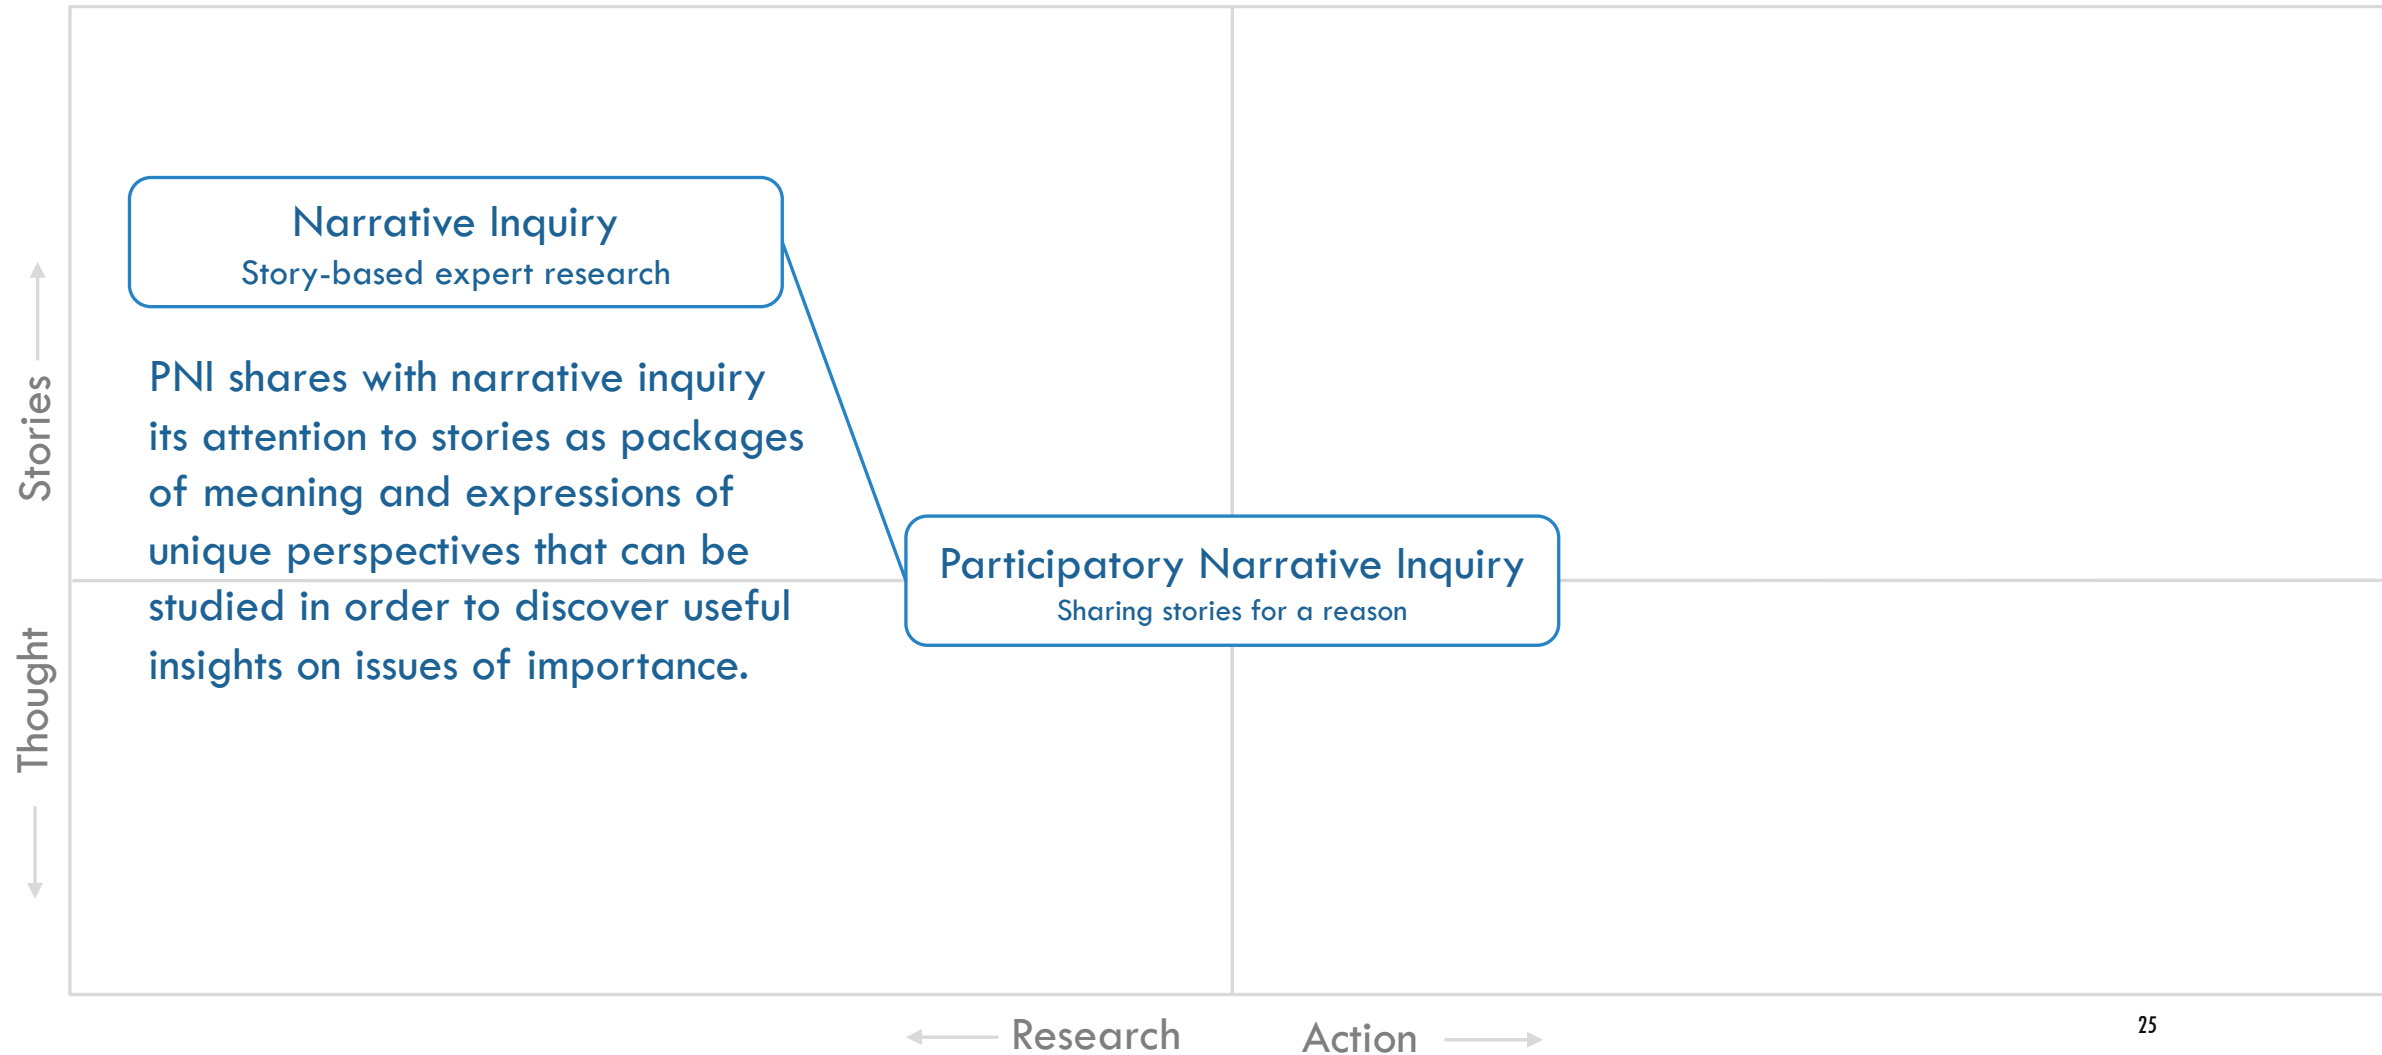 Narrative Inquiry
Story-based expert research
PNI shares with narrative inquiry
its attention to stories as packages
of meaning and expressions of
unique perspectives that can be
studied in order to discover useful
insights on issues of importance.
Participatory Narrative Inquiry
Sharing stories for a reason
Stories
Thought
Research
Action
25